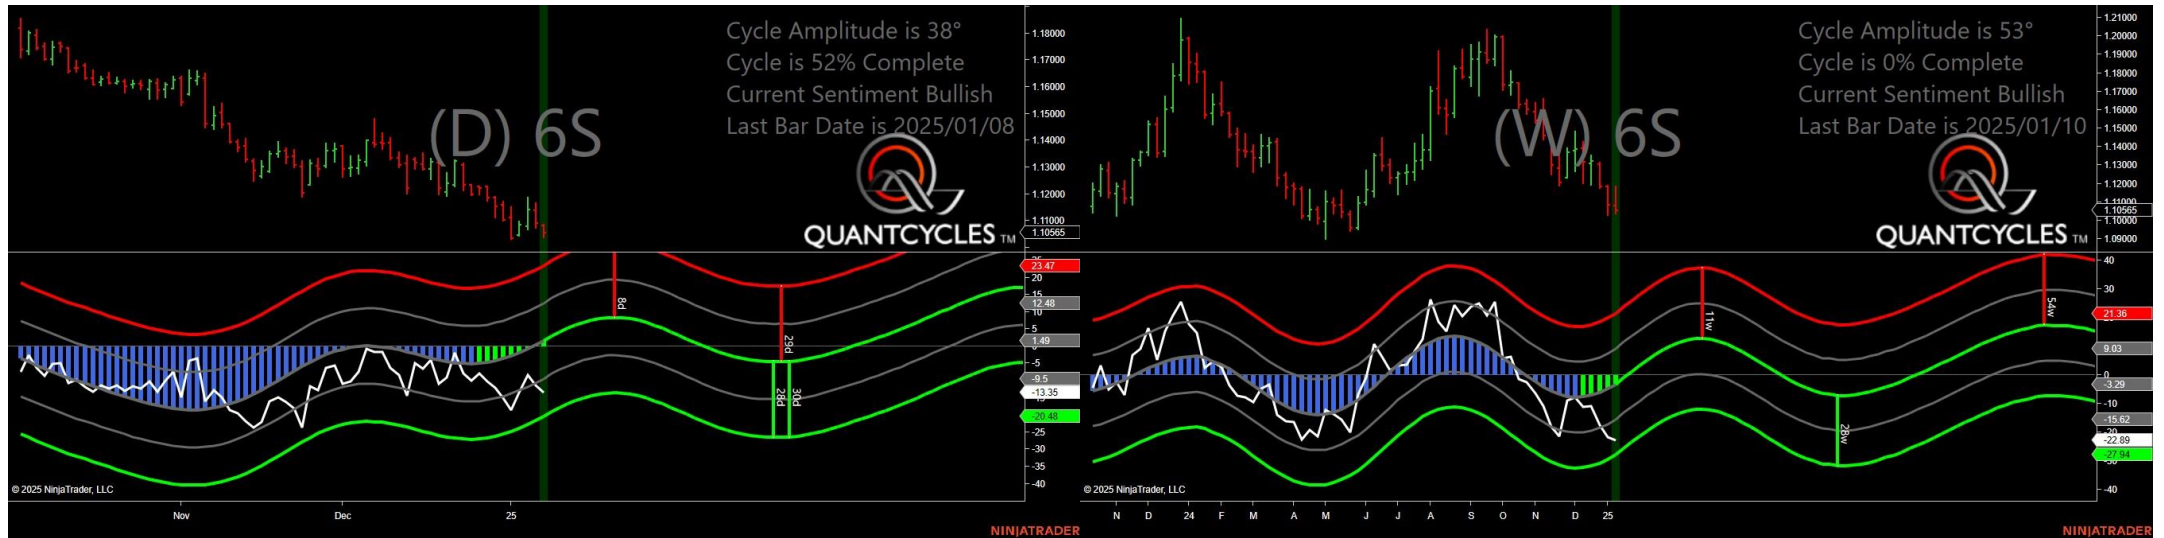 Cycle Amplitude is 38°
Cycle is 52% Complete
Current Sentiment Bullish
Last Bar Date is 2025/01/08
(D) 6S
QUANTCYCLES TM
1.18000
1.17000
1.16000
1.15000
1.14000
1.13000
1.12000
1.11000
1.10565
23.47
20
15
12.48
10
5
1.49
-5
-9.5
-13.35
-20.48
-25
-30
-35
-40
8d
29d
28d
30d
© 2025 NinjaTrader, LLC
Nov
Dec
25
NINJATRADER
Cycle Amplitude is 53°
Cycle is 0% Complete
Current Sentiment Bullish
Last Bar Date is 2025/01/10
(W) 6S
QUANTCYCLES TM
1.21000
1.20000
1.19000
1.18000
1.17000
1.16000
1.15000
1.14000
1.13000
1.12000
1.10565
1.10000
1.09000
40
30
21.36
9.03
0
-3.29
-10
-15.62
-22.89
-27.94
-40
11w
28w
54w
© 2025 NinjaTrader, LLC
N D 24 F M A M J J A S O N D 25
NINJATRADER